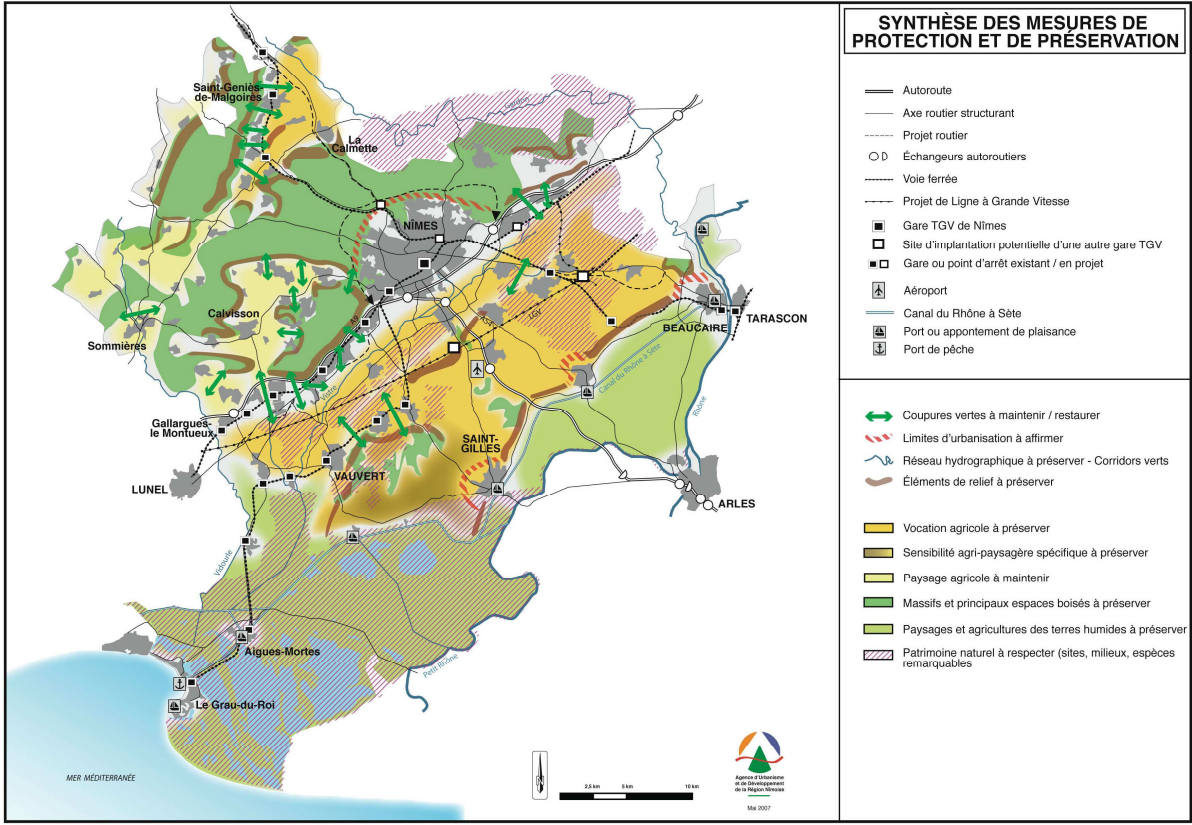 SYNTHÈSE DES MESURES DE
PROTECTION ET DE PRÉSERVATION
Autoroute
Axe routier structurant
Projet routier
Échangeurs autoroutiers
Voie ferrée
Projet de Ligne à Grande Vitesse
Gare TGV de Nîmes
Site d'implantation potentielle d'une autre gare TGV
Gare ou point d'arrêt existant / en projet
Aéroport
Canal du Rhône à Sète
Port ou appontement de plaisance
Port de pêche
Coupures vertes à maintenir / restaurer
Limites d'urbanisation à affirmer
Réseau hydrographique à préserver - Corridors verts
Éléments de relief à préserver
Vocation agricole à préserver
Sensibilité agri-paysagère spécifique à préserver
Paysage agricole à maintenir
Massifs et principaux espaces boisés à préserver
Paysages et agricultures des terres humides à préserver
Patrimoine naturel à respecter (sites, milieux, espèces
remarquables
Saint-Geniès-
de-Malgoirès
Gardon
La
Calmette
NÎMES
Calvisson
Sommières
A9
A54
TGV
BEAUCAIRE
TARASCON
Canal du Rhône à Sète
Rhône
Vistre
Gallargues-
le Montueux
SAINT-
GILLES
VAUVERT
LUNEL
ARLES
Vidourle
Aigues-Mortes
Petit Rhône
Le Grau-du-Roi
MER MÉDITERRANÉE
2,5 km
5 km
10 km
Agence d'Urbanisme
et de Développement
de la Région Nîmoise
Mai 2007